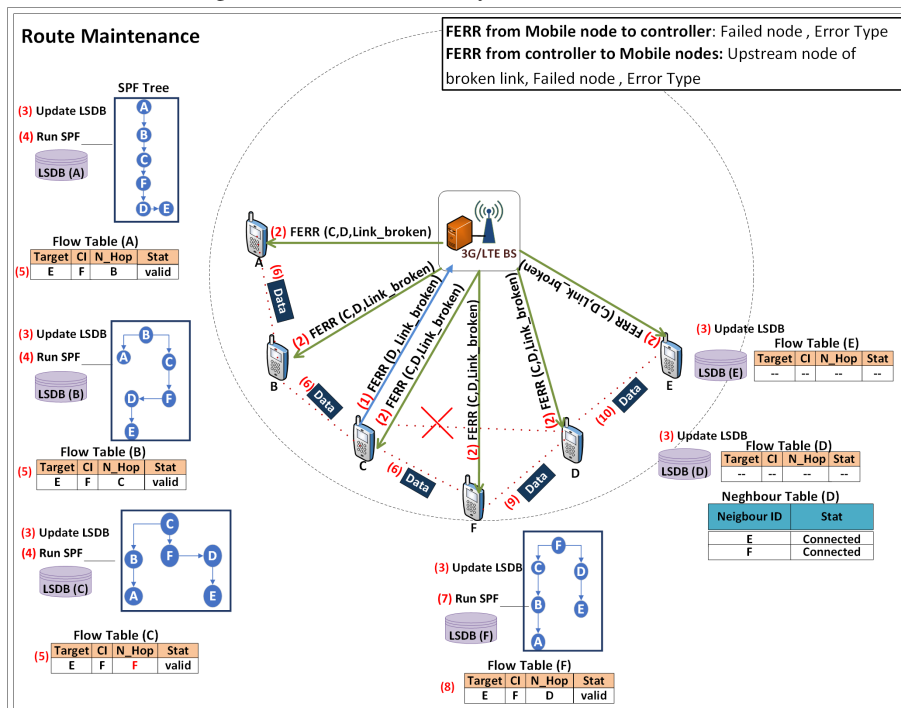 Route Maintenance
FERR from Mobile node to controller: Failed node , Error Type
FERR from controller to Mobile nodes: Upstream node of
broken link, Failed node , Error Type
SPF Tree
(3) Update LSDB
(4) Run SPF
LSDB (A)
A
B
C
F
D
E
Flow Table (A)
Target CI N_Hop Stat
(5) E F B valid
(3) Update LSDB
(4) Run SPF
LSDB (B)
B
A
C
D
F
E
Flow Table (B)
Target CI N_Hop Stat
(5) E F C valid
(3) Update LSDB
(4) Run SPF
LSDB (C)
C
B
F
D
A
E
Flow Table (C)
Target CI N_Hop Stat
(5) E F F valid
3G/LTE BS
(2) FERR (C,D,Link_broken)
(2) FERR (C,D,Link_broken)
(1) FERR(D, Link_broken)
(2) FERR (C,D,Link_broken)
(2) FERR (C,D,Link_broken)
(2) FERR (C,D,Link_broken)
(2) FERR (C,D,Link_broken)
A
(6) Data
B
(6) Data
C
(6) Data
F
(9) Data
D
(10) Data
E
(3) Update LSDB
LSDB (E)
Flow Table (E)
Target CI N_Hop Stat
-- -- -- --
(3) Update LSDB
LSDB (D)
Flow Table (D)
Target CI N_Hop Stat
-- -- -- --
Neghbour Table (D)
Neigbour ID Stat
E Connected
F Connected
(3) Update LSDB
(7) Run SPF
LSDB (F)
F
C
D
B
E
A
Flow Table (F)
Target CI N_Hop Stat
(8) E F D valid